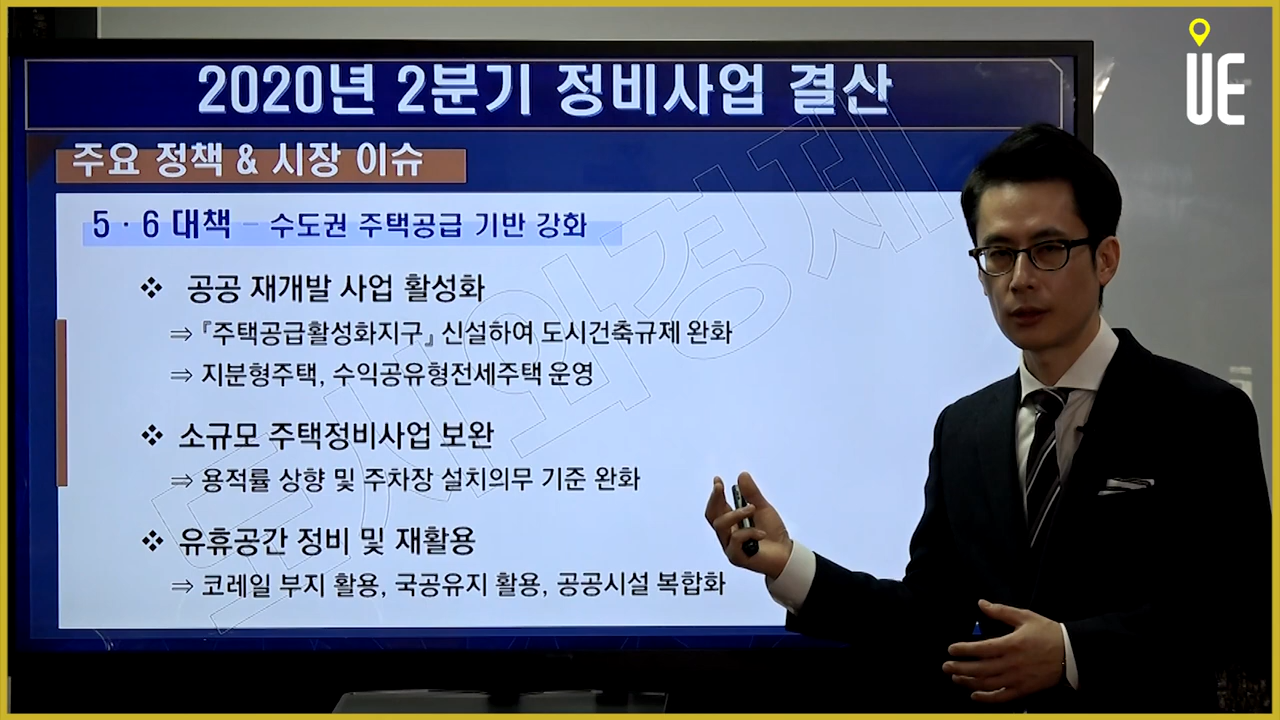 UE
2020년 2분기 정비사업 결산
주요 정책 & 시장 이슈
5 · 6 대책 – 수도권 주택공급 기반 강화
❖ 공공 재개발 사업 활성화
⇒『주택공급활성화지구』 신설하여 도시건축규제 완화
⇒ 지분형주택, 수익공유형전세주택 운영
❖ 소규모 주택정비사업 보완
⇒ 용적률 상향 및 주차장 설치의무 기준 완화
❖ 유휴공간 정비 및 재활용
⇒ 코레일 부지 활용, 국공유지 활용, 공공시설 복합화
도시와경제